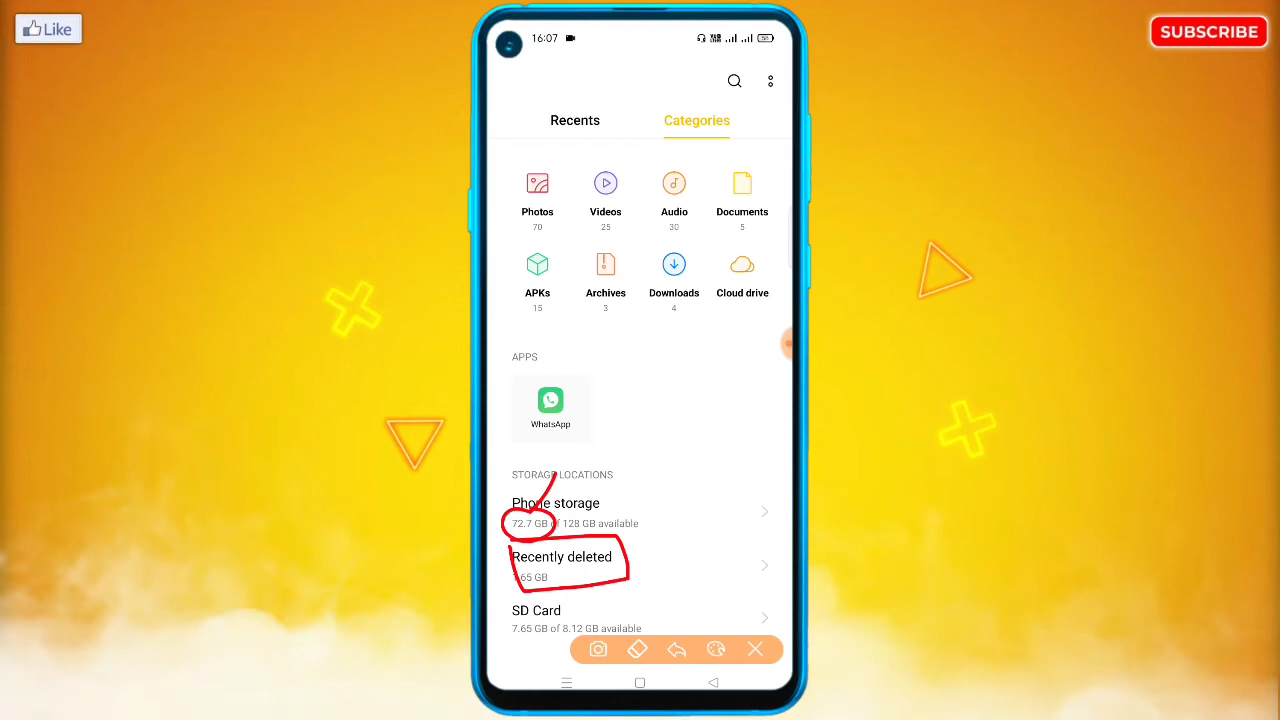 Like
SUBSCRIBE
16:07
Recents Categories
Photos Videos Audio Documents
70 25 30 5
APKs Archives Downloads Cloud drive
15 3 4
APPS
WhatsApp
STORAGE LOCATIONS
Phone storage
72.7 GB of 128 GB available
Recently deleted
65 GB
SD Card
7.65 GB of 8.12 GB available